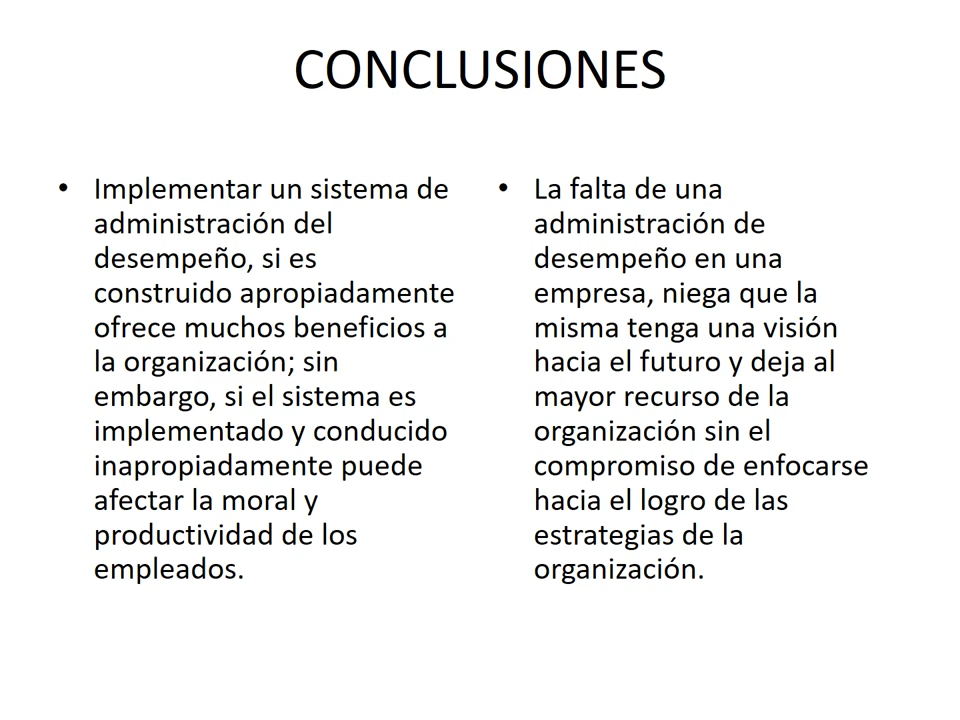 CONCLUSIONES
• Implementar un sistema de
administración del
desempeño, si es
construido apropiadamente
ofrece muchos beneficios a
la organización; sin
embargo, si el sistema es
implementado y conducido
inapropiadamente puede
afectar la moral y
productividad de los
empleados.
• La falta de una
administración de
desempeño en una
empresa, niega que la
misma tenga una visión
hacia el futuro y deja al
mayor recurso de la
organización sin el
compromiso de enfocarse
hacia el logro de las
estrategias de la
organización.